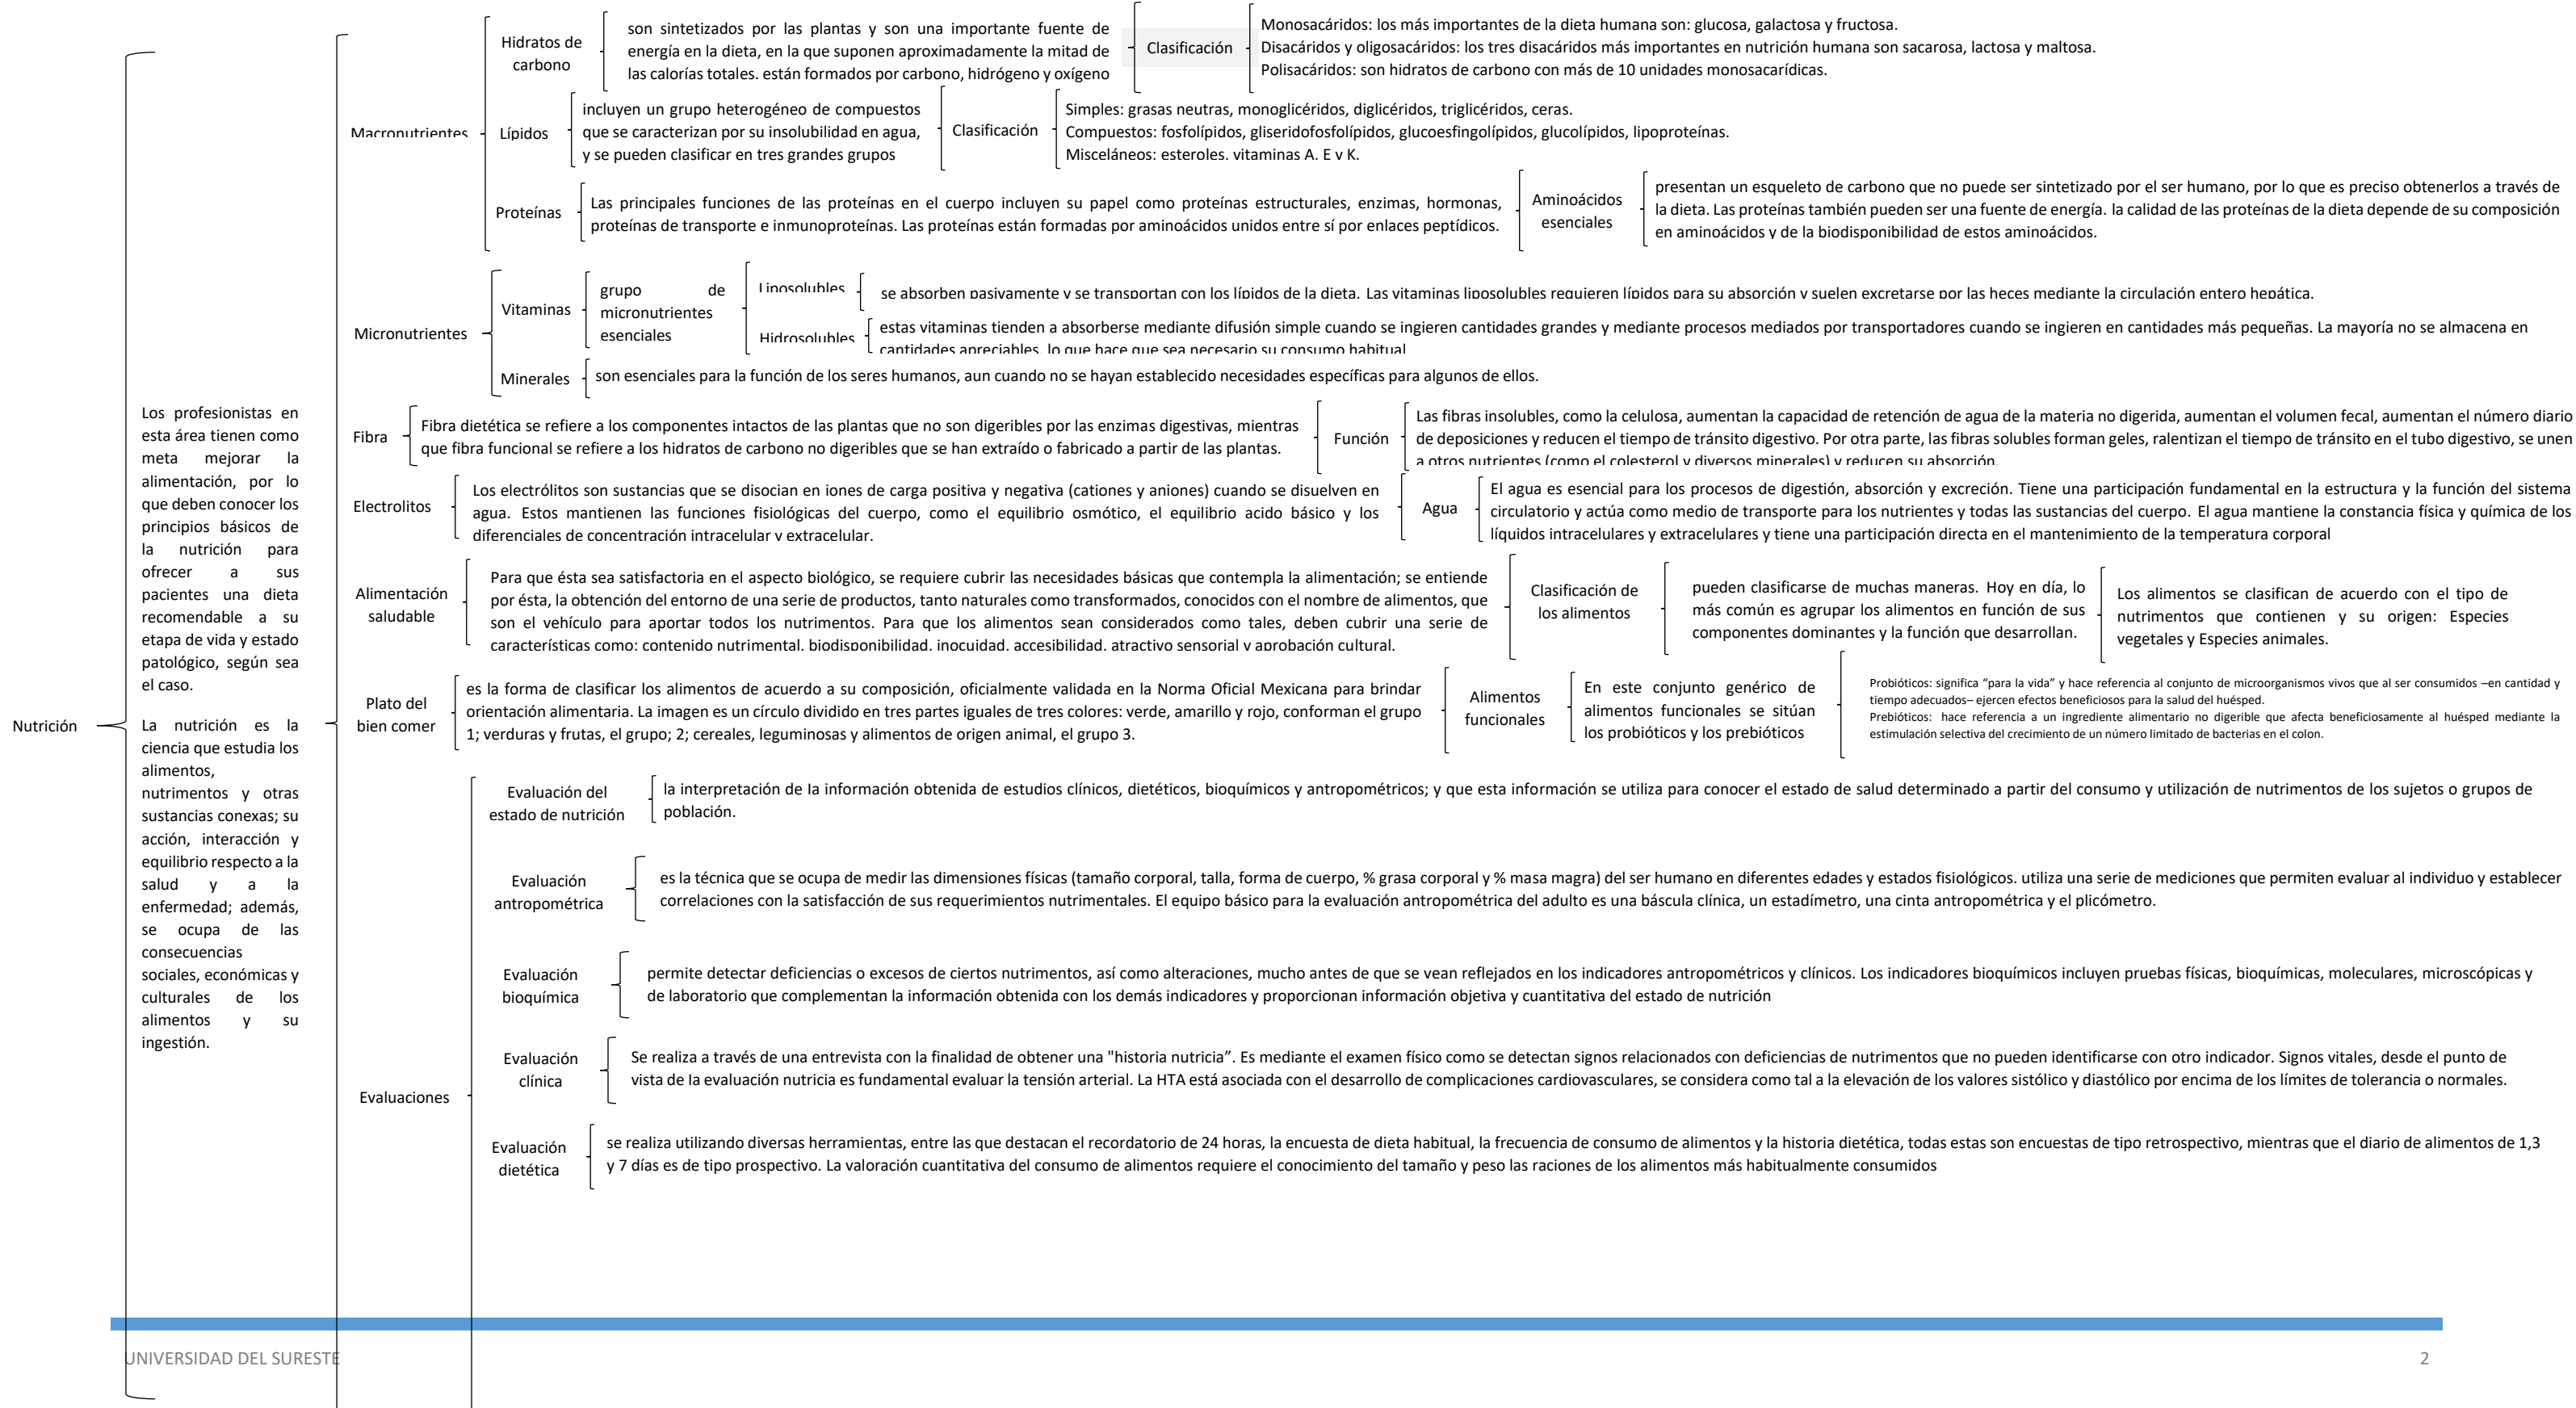 Nutrición
Los profesionistas en
esta área tienen como
meta mejorar la
alimentación, por lo
que deben conocer los
principios básicos de
la nutrición para
ofrecer a sus
pacientes una dieta
recomendable a su
etapa de vida y estado
patológico, según sea
el caso.
La nutrición es la
ciencia que estudia los
alimentos,
nutrimentos y otras
sustancias conexas; su
acción, interacción y
equilibrio respecto a la
salud y a la
enfermedad; además,
se ocupa de las
consecuencias
sociales, económicas y
culturales de los
alimentos y su
ingestión.
Macronutrientes
Hidratos de
carbono
son sintetizados por las plantas y son una importante fuente de
energía en la dieta, en la que suponen aproximadamente la mitad de
las calorías totales. están formados por carbono, hidrógeno y oxígeno
Clasificación
Monosacáridos: los más importantes de la dieta humana son: glucosa, galactosa y fructosa.
Disacáridos y oligosacáridos: los tres disacáridos más importantes en nutrición humana son sacarosa, lactosa y maltosa.
Polisacáridos: son hidratos de carbono con más de 10 unidades monosacarídicas.
Lípidos
incluyen un grupo heterogéneo de compuestos
que se caracterizan por su insolubilidad en agua,
y se pueden clasificar en tres grandes grupos
Clasificación
Simples: grasas neutras, monoglicéridos, diglicéridos, triglicéridos, ceras.
Compuestos: fosfolípidos, gliseridofosfolípidos, glucoesfingolípidos, glucolípidos, lipoproteínas.
Misceláneos: esteroles. vitaminas A. E y K.
Proteínas
Las principales funciones de las proteínas en el cuerpo incluyen su papel como proteínas estructurales, enzimas, hormonas,
proteínas de transporte e inmunoproteínas. Las proteínas están formadas por aminoácidos unidos entre sí por enlaces peptídicos.
Aminoácidos
esenciales
presentan un esqueleto de carbono que no puede ser sintetizado por el ser humano, por lo que es preciso obtenerlos a través de
la dieta. Las proteínas también pueden ser una fuente de energía. la calidad de las proteínas de la dieta depende de su composición
en aminoácidos y de la biodisponibilidad de estos aminoácidos.
Micronutrientes
Vitaminas
grupo de
micronutrientes
esenciales
Liposolubles
se absorben pasivamente y se transportan con los lípidos de la dieta. Las vitaminas liposolubles requieren lípidos para su absorción y suelen excretarse por las heces mediante la circulación entero hepática.
Hidrosolubles
estas vitaminas tienden a absorberse mediante difusión simple cuando se ingieren cantidades grandes y mediante procesos mediados por transportadores cuando se ingieren en cantidades más pequeñas. La mayoría no se almacena en
cantidades apreciables, lo que hace que sea necesario su consumo habitual
Minerales
son esenciales para la función de los seres humanos, aun cuando no se hayan establecido necesidades específicas para algunos de ellos.
Fibra
Fibra dietética se refiere a los componentes intactos de las plantas que no son digeribles por las enzimas digestivas, mientras
que fibra funcional se refiere a los hidratos de carbono no digeribles que se han extraído o fabricado a partir de las plantas.
Función
Las fibras insolubles, como la celulosa, aumentan la capacidad de retención de agua de la materia no digerida, aumentan el volumen fecal, aumentan el número diario
de deposiciones y reducen el tiempo de tránsito digestivo. Por otra parte, las fibras solubles forman geles, ralentizan el tiempo de tránsito en el tubo digestivo, se unen
a otros nutrientes (como el colesterol y diversos minerales) y reducen su absorción.
Electrolitos
Los electrólitos son sustancias que se disocian en iones de carga positiva y negativa (cationes y aniones) cuando se disuelven en
agua. Estos mantienen las funciones fisiológicas del cuerpo, como el equilibrio osmótico, el equilibrio acido básico y los
diferenciales de concentración intracelular y extracelular.
Agua
El agua es esencial para los procesos de digestión, absorción y excreción. Tiene una participación fundamental en la estructura y la función del sistema
circulatorio y actúa como medio de transporte para los nutrientes y todas las sustancias del cuerpo. El agua mantiene la constancia física y química de los
líquidos intracelulares y extracelulares y tiene una participación directa en el mantenimiento de la temperatura corporal
Alimentación
saludable
Para que ésta sea satisfactoria en el aspecto biológico, se requiere cubrir las necesidades básicas que contempla la alimentación; se entiende
por ésta, la obtención del entorno de una serie de productos, tanto naturales como transformados, conocidos con el nombre de alimentos, que
son el vehículo para aportar todos los nutrimentos. Para que los alimentos sean considerados como tales, deben cubrir una serie de
características como: contenido nutrimental. biodisponibilidad. inocuidad. accesibilidad. atractivo sensorial y aprobación cultural.
Clasificación de
los alimentos
pueden clasificarse de muchas maneras. Hoy en día, lo
más común es agrupar los alimentos en función de sus
componentes dominantes y la función que desarrollan.
Los alimentos se clasifican de acuerdo con el tipo de
nutrimentos que contienen y su origen: Especies
vegetales y Especies animales.
Plato del
bien comer
es la forma de clasificar los alimentos de acuerdo a su composición, oficialmente validada en la Norma Oficial Mexicana para brindar
orientación alimentaria. La imagen es un círculo dividido en tres partes iguales de tres colores: verde, amarillo y rojo, conforman el grupo
1; verduras y frutas, el grupo; 2; cereales, leguminosas y alimentos de origen animal, el grupo 3.
Alimentos
funcionales
En este conjunto genérico de
alimentos funcionales se sitúan
los probióticos y los prebióticos
Probióticos: significa “para la vida” y hace referencia al conjunto de microorganismos vivos que al ser consumidos –en cantidad y
tiempo adecuados– ejercen efectos beneficiosos para la salud del huésped.
Prebióticos: hace referencia a un ingrediente alimentario no digerible que afecta beneficiosamente al huésped mediante la
estimulación selectiva del crecimiento de un número limitado de bacterias en el colon.
Evaluaciones
Evaluación del
estado de nutrición
la interpretación de la información obtenida de estudios clínicos, dietéticos, bioquímicos y antropométricos; y que esta información se utiliza para conocer el estado de salud determinado a partir del consumo y utilización de nutrimentos de los sujetos o grupos de
población.
Evaluación
antropométrica
es la técnica que se ocupa de medir las dimensiones físicas (tamaño corporal, talla, forma de cuerpo, % grasa corporal y % masa magra) del ser humano en diferentes edades y estados fisiológicos. utiliza una serie de mediciones que permiten evaluar al individuo y establecer
correlaciones con la satisfacción de sus requerimientos nutrimentales. El equipo básico para la evaluación antropométrica del adulto es una báscula clínica, un estadímetro, una cinta antropométrica y el plicómetro.
Evaluación
bioquímica
permite detectar deficiencias o excesos de ciertos nutrimentos, así como alteraciones, mucho antes de que se vean reflejados en los indicadores antropométricos y clínicos. Los indicadores bioquímicos incluyen pruebas físicas, bioquímicas, moleculares, microscópicas y
de laboratorio que complementan la información obtenida con los demás indicadores y proporcionan información objetiva y cuantitativa del estado de nutrición
Evaluación
clínica
Se realiza a través de una entrevista con la finalidad de obtener una "historia nutricia”. Es mediante el examen físico como se detectan signos relacionados con deficiencias de nutrimentos que no pueden identificarse con otro indicador. Signos vitales, desde el punto de
vista de la evaluación nutricia es fundamental evaluar la tensión arterial. La HTA está asociada con el desarrollo de complicaciones cardiovasculares, se considera como tal a la elevación de los valores sistólico y diastólico por encima de los límites de tolerancia o normales.
Evaluación
dietética
se realiza utilizando diversas herramientas, entre las que destacan el recordatorio de 24 horas, la encuesta de dieta habitual, la frecuencia de consumo de alimentos y la historia dietética, todas estas son encuestas de tipo retrospectivo, mientras que el diario de alimentos de 1,3
y 7 días es de tipo prospectivo. La valoración cuantitativa del consumo de alimentos requiere el conocimiento del tamaño y peso las raciones de los alimentos más habitualmente consumidos
UNIVERSIDAD DEL SURESTE
2